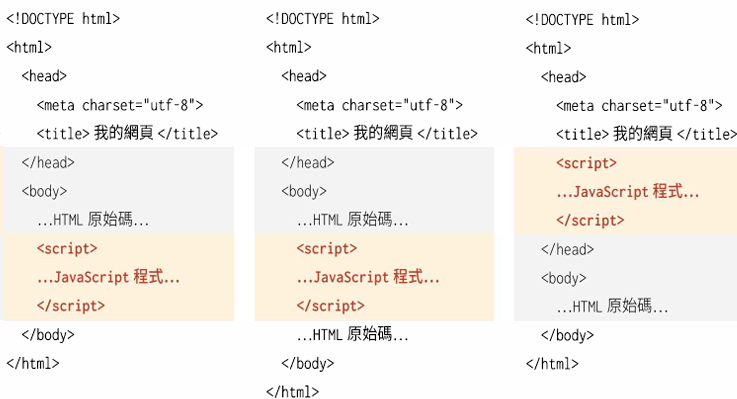 <!DOCTYPE html>
<html>
<head>
<meta charset="utf-8">
<title> 我的網頁 </title>
</head>
<body>
...HTML 原始碼...
<script>
...JavaScript 程式...
</script>
</body>
</html>
<!DOCTYPE html>
<html>
<head>
<meta charset="utf-8">
<title> 我的網頁 </title>
</head>
<body>
...HTML 原始碼...
<script>
...JavaScript 程式...
</script>
...HTML 原始碼...
</body>
</html>
<!DOCTYPE html>
<html>
<head>
<meta charset="utf-8">
<title> 我的網頁 </title>
<script>
...JavaScript 程式...
</script>
</head>
<body>
...HTML 原始碼...
</body>
</html>